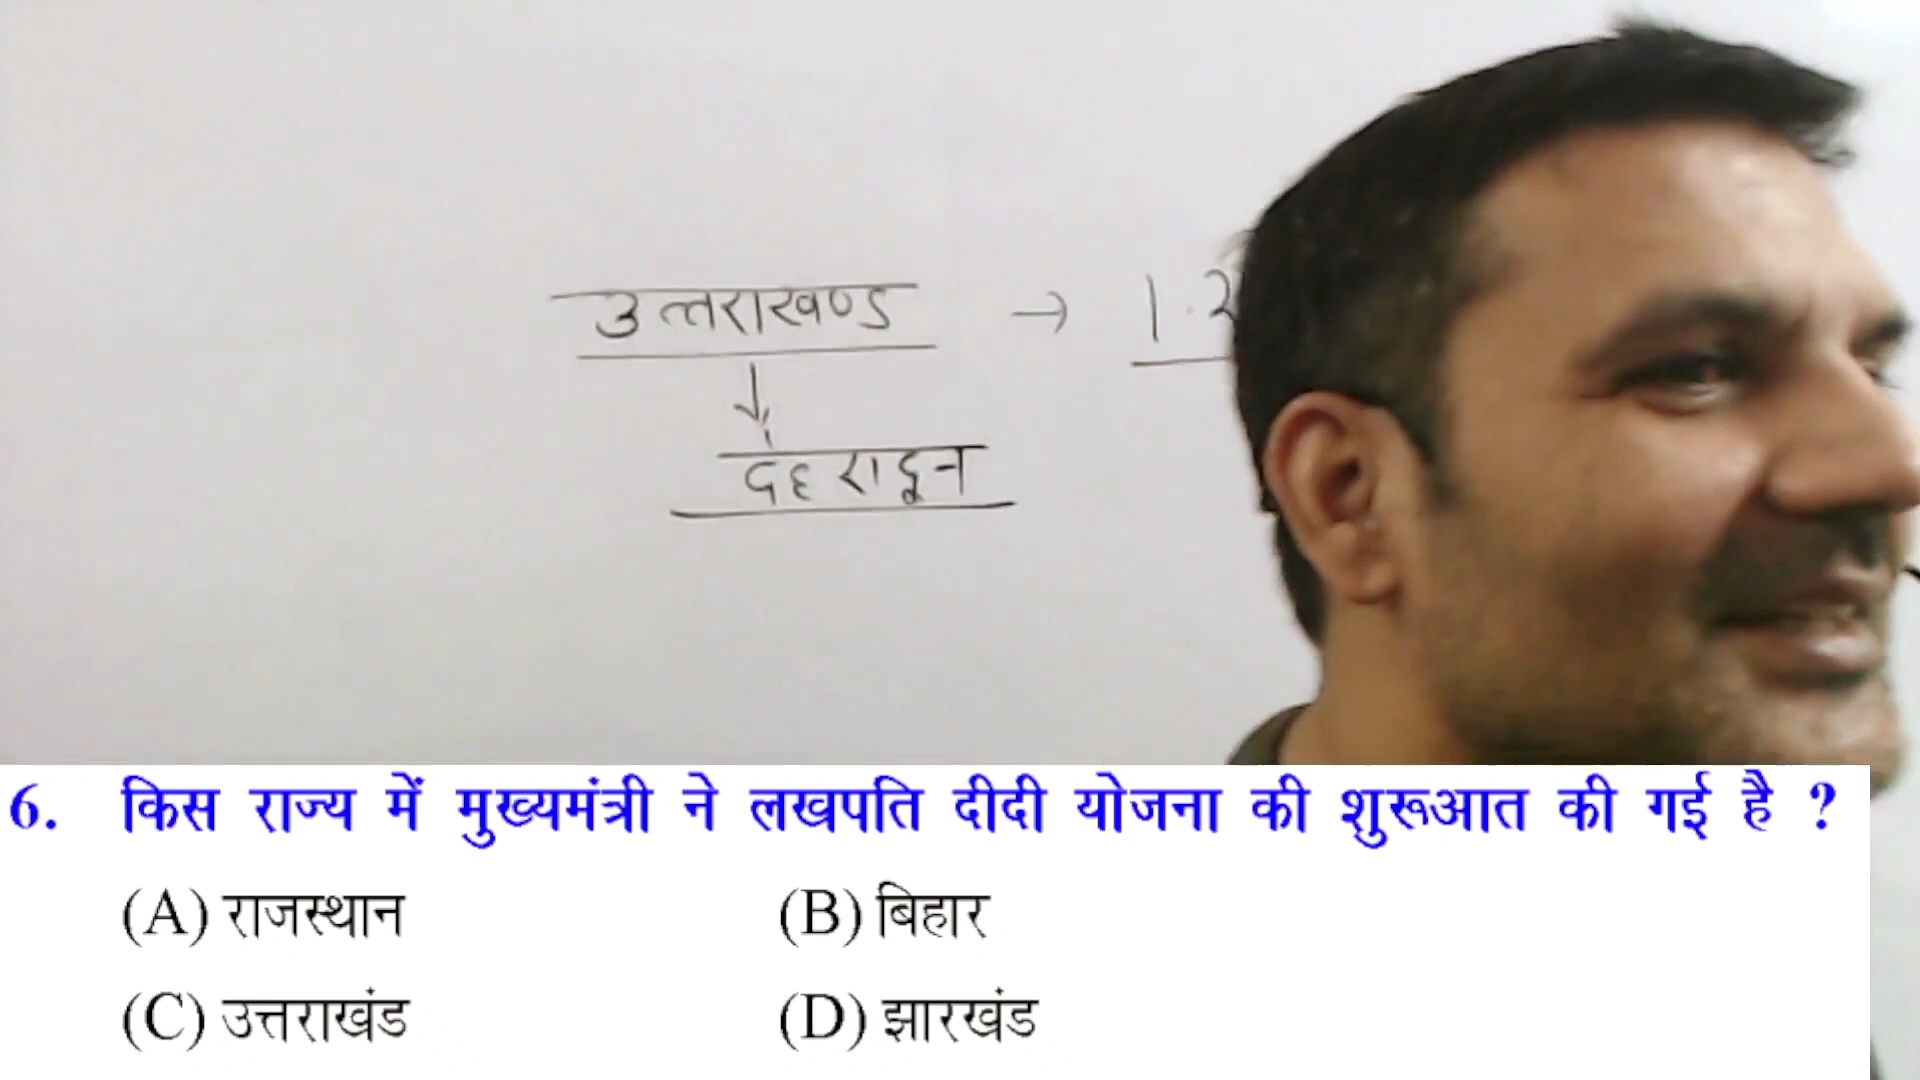 उत्तराखण्ड → 1.2
↓
देहरादून
6. किस राज्य में मुख्यमंत्री ने लखपति दीदी योजना की शुरूआत की गई है ?
(A) राजस्थान (B) बिहार
(C) उत्तराखंड (D) झारखंड